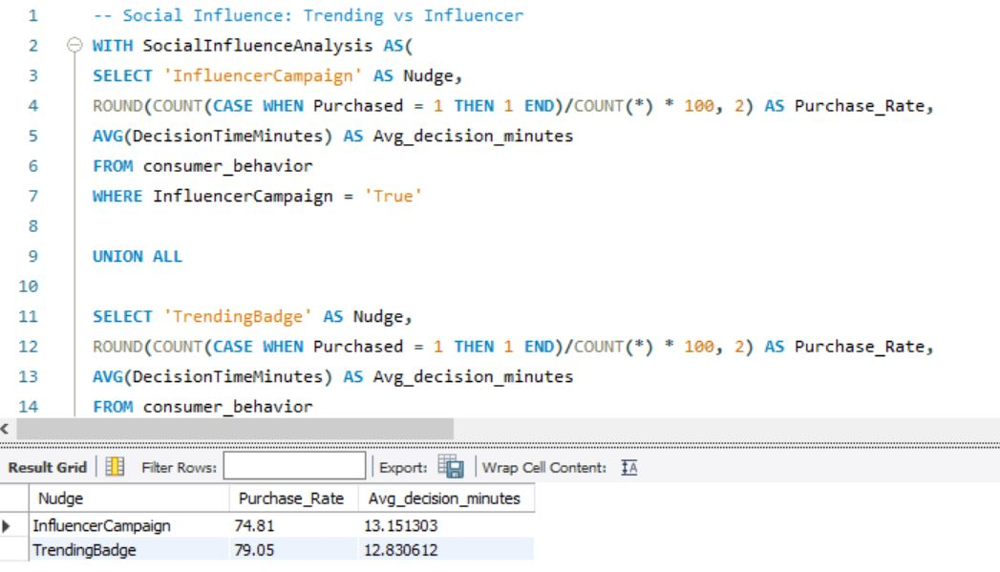 1 -- Social Influence: Trending vs Influencer
2 WITH SocialInfluenceAnalysis AS(
3 SELECT 'InfluencerCampaign' AS Nudge,
4 ROUND(COUNT(CASE WHEN Purchased = 1 THEN 1 END)/COUNT(*) * 100, 2) AS Purchase_Rate,
5 AVG(DecisionTimeMinutes) AS Avg_decision_minutes
6 FROM consumer_behavior
7 WHERE InfluencerCampaign = 'True'
8
9 UNION ALL
10
11 SELECT 'TrendingBadge' AS Nudge,
12 ROUND(COUNT(CASE WHEN Purchased = 1 THEN 1 END)/COUNT(*) * 100, 2) AS Purchase_Rate,
13 AVG(DecisionTimeMinutes) AS Avg_decision_minutes
14 FROM consumer_behavior
Result Grid Filter Rows: Export: Wrap Cell Content:
Nudge Purchase_Rate Avg_decision_minutes
InfluencerCampaign 74.81 13.151303
TrendingBadge 79.05 12.830612